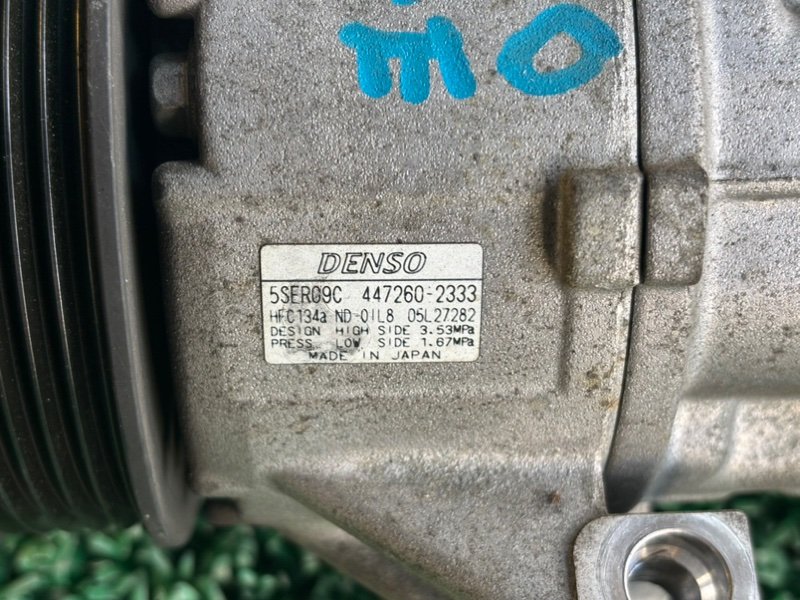 DENSO
5SER09C 447260-2333
HFC134a ND-OIL8 05L27282
DESIGN HIGH SIDE 3.53MPa
PRESS LOW SIDE 1.67MPa
MADE IN JAPAN